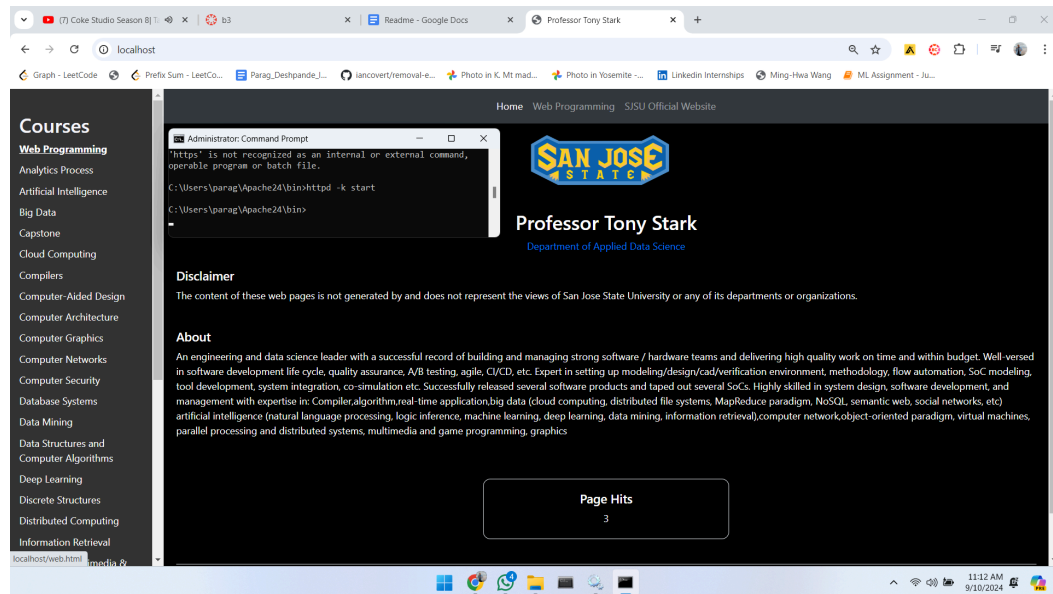 (7) Coke Studio Season 8| T
b3
Readme - Google Docs
Professor Tony Stark
localhost
Graph - LeetCode
Prefix Sum - LeetCo...
Parag_Deshpande_I...
iancovert/removal-e...
Photo in K. Mt mad...
Photo in Yosemite -...
Linkedin Internships
Ming-Hwa Wang
ML Assignment - Ju...
Home Web Programming SJSU Official Website
Courses
Web Programming
Analytics Process
Artificial Intelligence
Big Data
Capstone
Cloud Computing
Compilers
Computer-Aided Design
Computer Architecture
Computer Graphics
Computer Networks
Computer Security
Database Systems
Data Mining
Data Structures and
Computer Algorithms
Deep Learning
Discrete Structures
Distributed Computing
Information Retrieval
imedia &
localhost/web.html
Administrator: Command Prompt
'https' is not recognized as an internal or external command,
operable program or batch file.
C:\Users\parag\Apache24\bin>httpd -k start
C:\Users\parag\Apache24\bin>
SAN JOSE
STATE
Professor Tony Stark
Department of Applied Data Science
Disclaimer
The content of these web pages is not generated by and does not represent the views of San Jose State University or any of its departments or organizations.
About
An engineering and data science leader with a successful record of building and managing strong software / hardware teams and delivering high quality work on time and within budget. Well-versed
in software development life cycle, quality assurance, A/B testing, agile, CI/CD, etc. Expert in setting up modeling/design/cad/verification environment, methodology, flow automation, SoC modeling,
tool development, system integration, co-simulation etc. Successfully released several software products and taped out several SoCs. Highly skilled in system design, software development, and
management with expertise in: Compiler,algorithm,real-time application,big data (cloud computing, distributed file systems, MapReduce paradigm, NoSQL, semantic web, social networks, etc)
artificial intelligence (natural language processing, logic inference, machine learning, deep learning, data mining, information retrieval),computer network,object-oriented paradigm, virtual machines,
parallel processing and distributed systems, multimedia and game programming, graphics
Page Hits
3
4
11:12 AM
9/10/2024